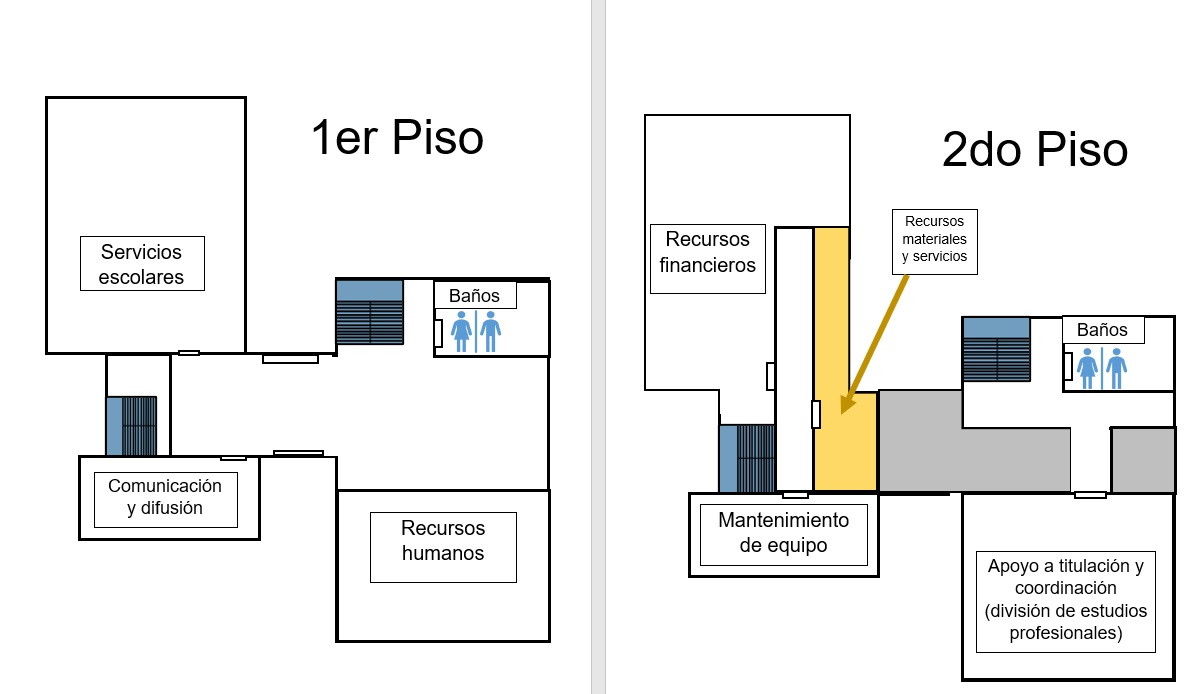 1er Piso
Servicios
escolares
Baños
Comunicación
y difusión
Recursos
humanos
2do Piso
Recursos
materiales
y servicios
Recursos
financieros
Baños
Mantenimiento
de equipo
Apoyo a titulación y
coordinación
(división de estudios
profesionales)